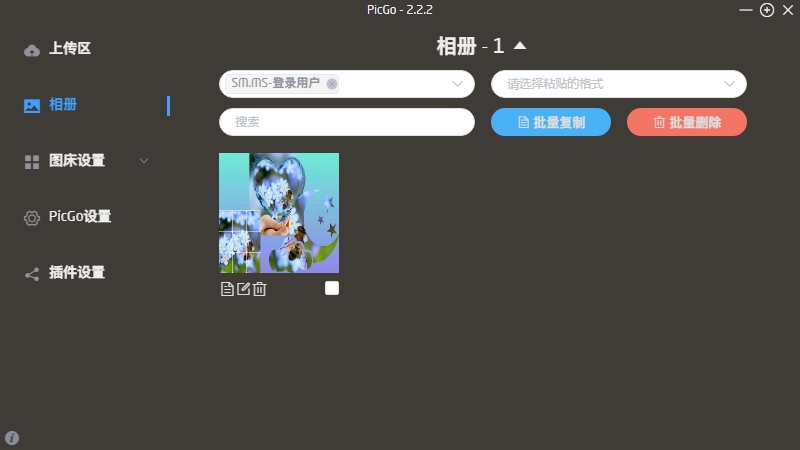 PicGo - 2.2.2
上传区
相册
图床设置
PicGo设置
插件设置
相册 - 1
SM.MS-登录用户
请选择粘贴的格式
搜索
批量复制
批量删除